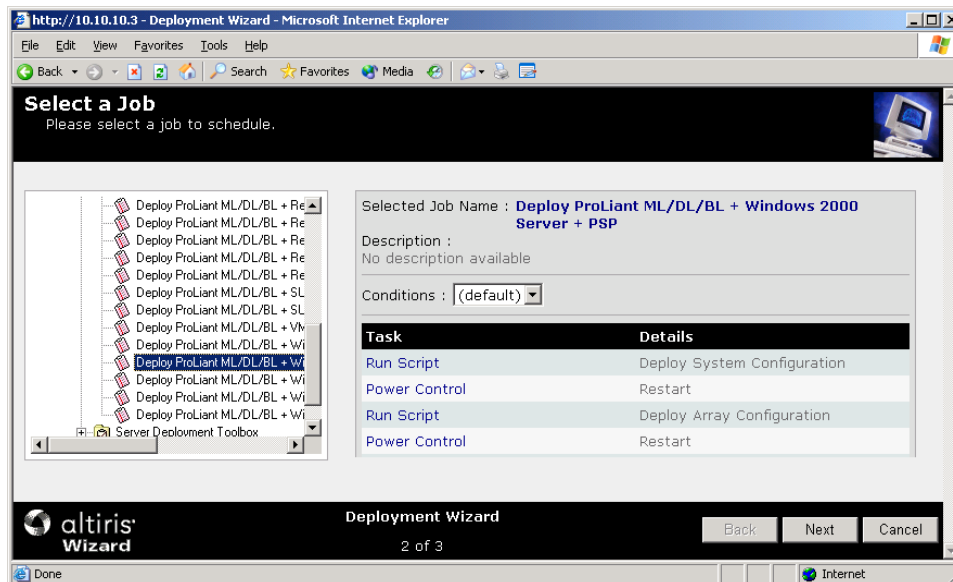 http://10.10.10.3 - Deployment Wizard - Microsoft Internet Explorer
File Edit View Favorites Tools Help
Back Search Favorites Media
Select a Job
Please select a job to schedule.
Deploy ProLiant ML/DL/BL + Re
Deploy ProLiant ML/DL/BL + Re
Deploy ProLiant ML/DL/BL + Re
Deploy ProLiant ML/DL/BL + Re
Deploy ProLiant ML/DL/BL + Re
Deploy ProLiant ML/DL/BL + SL
Deploy ProLiant ML/DL/BL + SL
Deploy ProLiant ML/DL/BL + VM
Deploy ProLiant ML/DL/BL + Wi
Deploy ProLiant ML/DL/BL + Wi
Deploy ProLiant ML/DL/BL + Wi
Deploy ProLiant ML/DL/BL + Wi
Deploy ProLiant ML/DL/BL + Wi
Server Deployment Toolbox
Selected Job Name : Deploy ProLiant ML/DL/BL + Windows 2000
Server + PSP
Description :
No description available
Conditions : (default)
Task Details
Run Script Deploy System Configuration
Power Control Restart
Run Script Deploy Array Configuration
Power Control Restart
altiris
Wizard
Deployment Wizard
2 of 3
Back Next Cancel
Done Internet